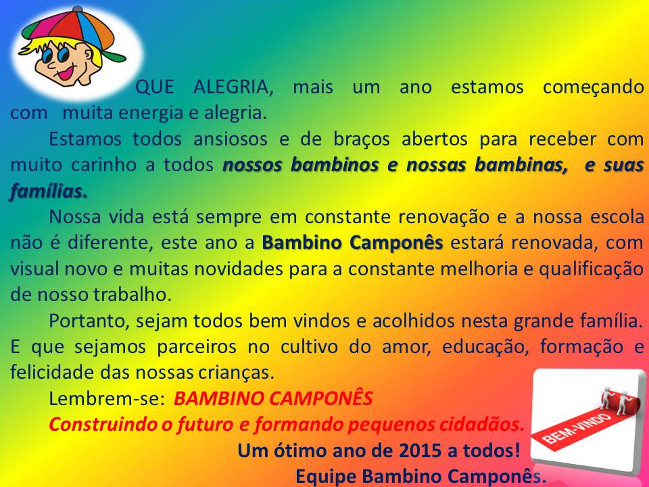 QUE ALEGRIA, mais um ano estamos começando
com muita energia e alegria.
Estamos todos ansiosos e de braços abertos para receber com
muito carinho a todos nossos bambinos e nossas bambinas, e suas
famílias.
Nossa vida está sempre em constante renovação e a nossa escola
não é diferente, este ano a Bambino Camponês estará renovada, com
visual novo e muitas novidades para a constante melhoria e qualificação
de nosso trabalho.
Portanto, sejam todos bem vindos e acolhidos nesta grande família.
E que sejamos parceiros no cultivo do amor, educação, formação e
felicidade das nossas crianças.
Lembrem-se: BAMBINO CAMPONÊS
Construindo o futuro e formando pequenos cidadãos.
BEM-VINDO
Um ótimo ano de 2015 a todos!
Equipe Bambino Camponês.